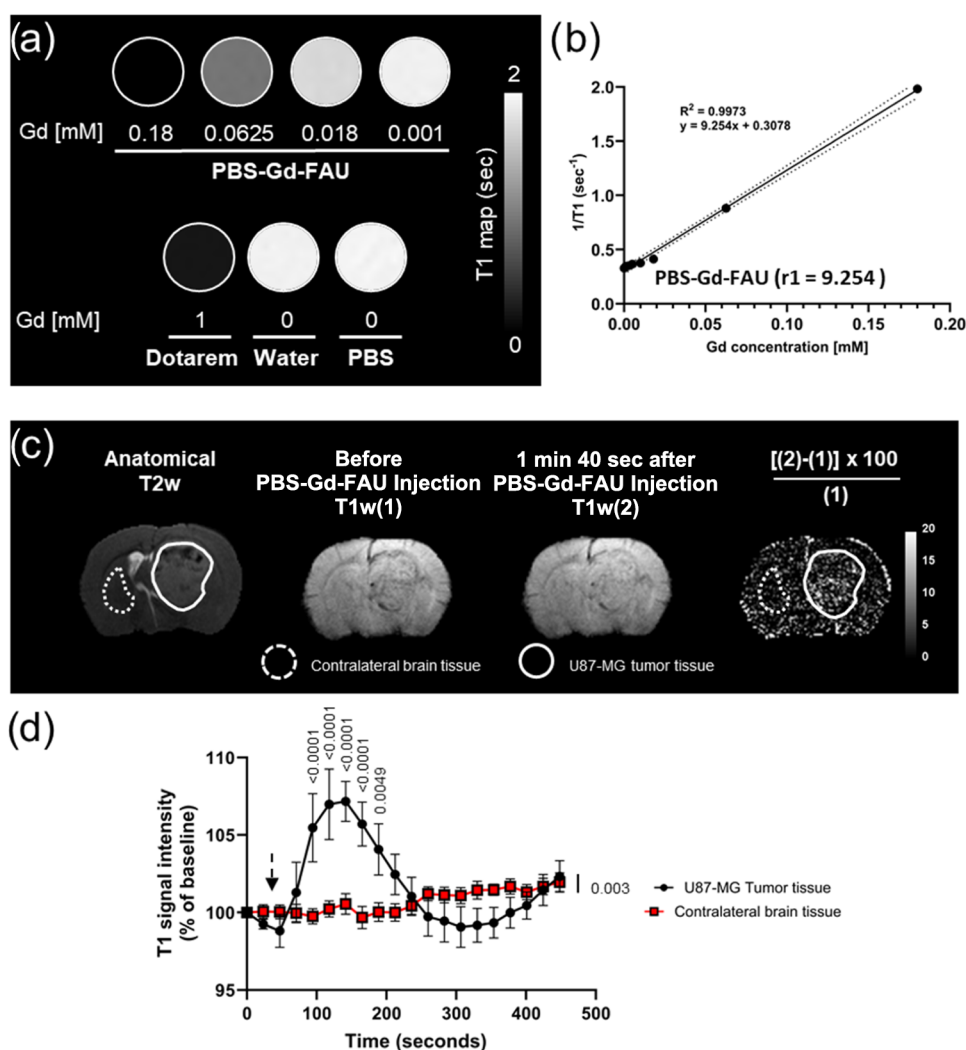 (a)
Gd [mM] 0.18 0.0625 0.018 0.001
PBS-Gd-FAU
Gd [mM] 1 0 0
Dotarem Water PBS
2
T1 map (sec)
0
(b)
2.0
1.5
1.0
0.5
0.0
1/T1 (sec⁻¹)
R² = 0.9973
y = 9.254x + 0.3078
PBS-Gd-FAU (r1 = 9.254 )
0.00 0.05 0.10 0.15 0.20
Gd concentration [mM]
(c)
Anatomical
T2w
Before
PBS-Gd-FAU Injection
T1w(1)
1 min 40 sec after
PBS-Gd-FAU Injection
T1w(2)
[(2)-(1)] x 100
(1)
20
15
10
5
0
Contralateral brain tissue
U87-MG tumor tissue
(d)
110
105
100
95
T1 signal intensity
(% of baseline)
<0.0001
<0.0001
<0.0001
<0.0001
0.0049
0.003
U87-MG Tumor tissue
Contralateral brain tissue
0 100 200 300 400 500
Time (seconds)